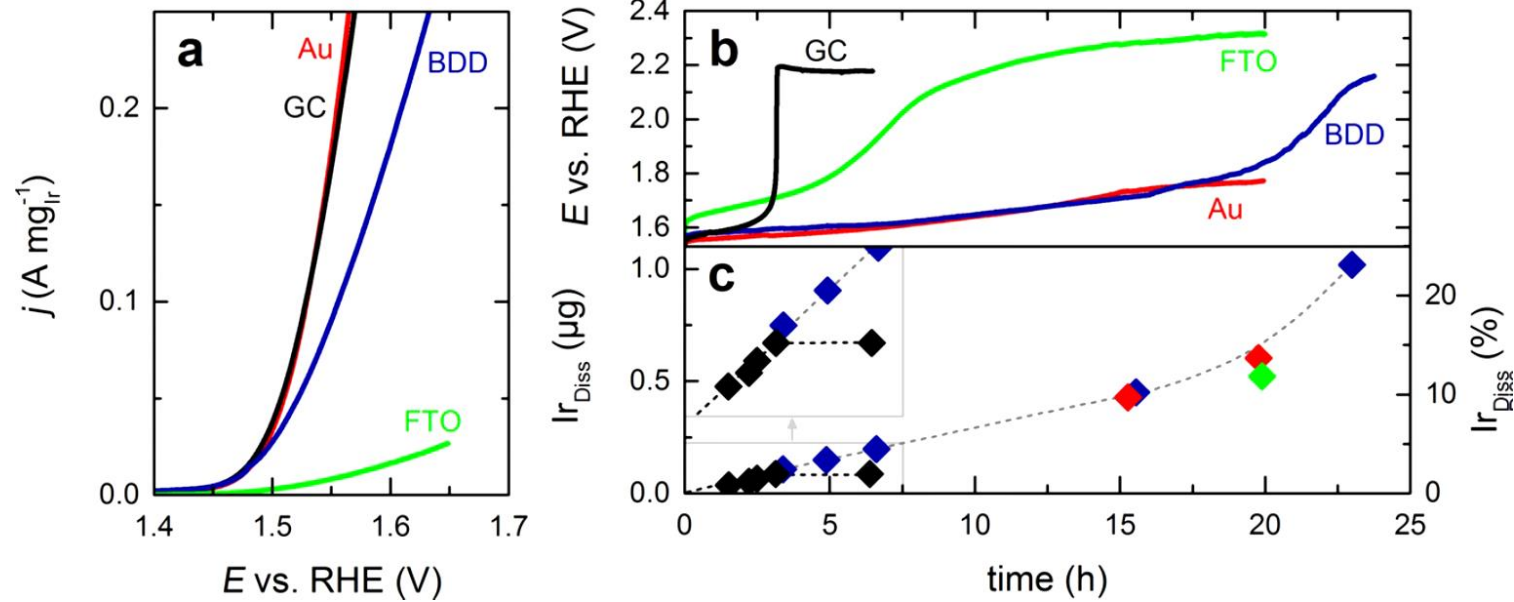 a
Au
BDD
GC
FTO
0.2
0.1
0.0
1.4
1.5
1.6
1.7
j (A mg⁻¹Ir)
E vs. RHE (V)
b
GC
FTO
BDD
Au
2.4
2.2
2.0
1.8
1.6
E vs. RHE (V)
c
1.0
0.5
0.0
IrDiss (µg)
20
10
0
IrDiss (%)
0
5
10
15
20
25
time (h)